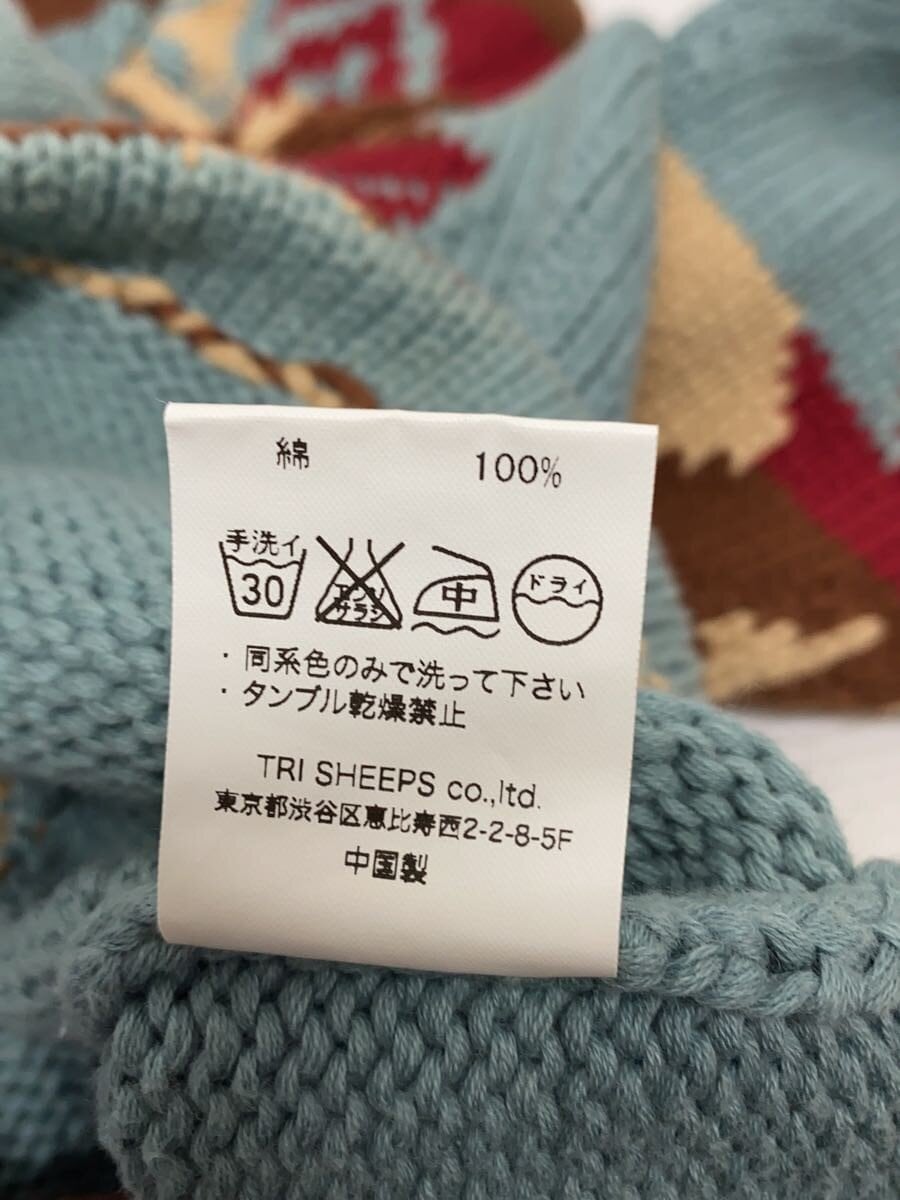 綿 100%
手洗イ
30 エンソ サラシ 中 ドライ
・同系色のみで洗って下さい
・タンブル乾燥禁止
TRI SHEEPS co.,ltd.
東京都渋谷区恵比寿西2-2-8-5F
中国製